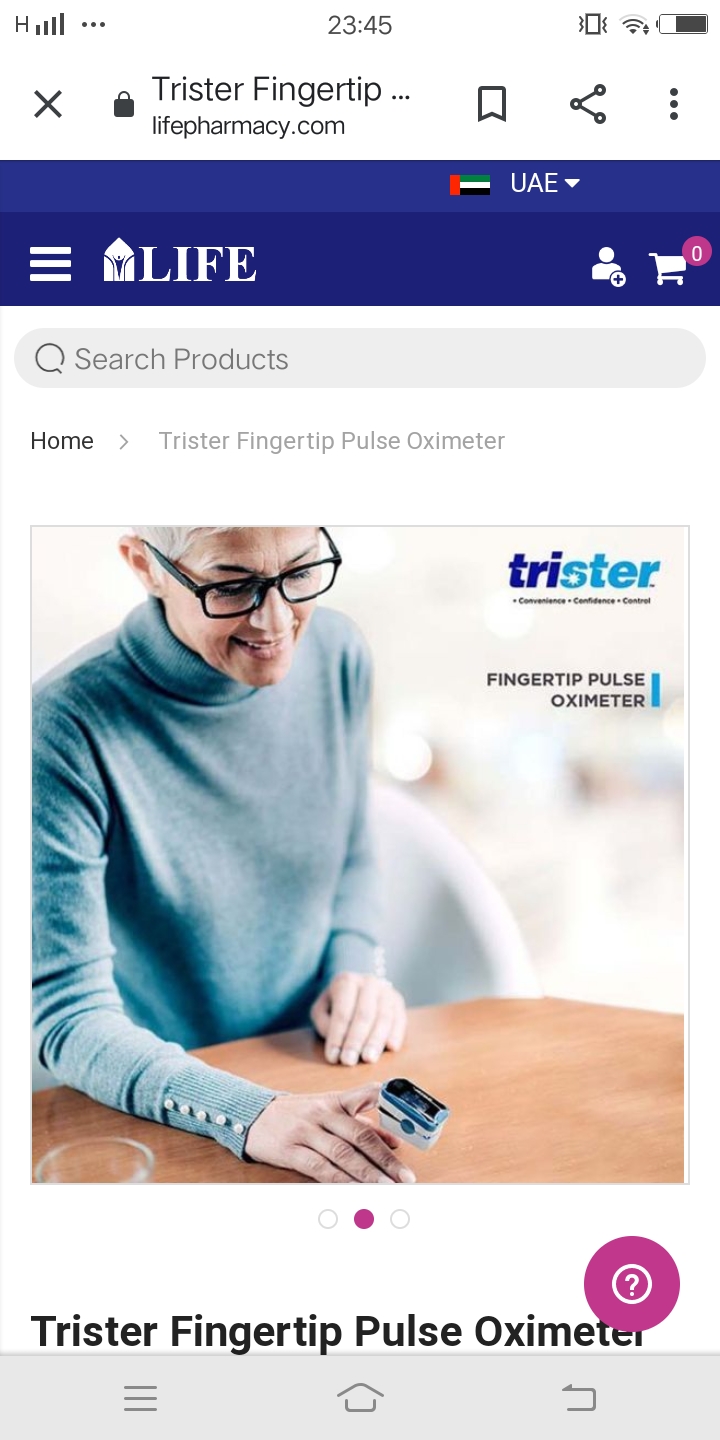 H
23:45
Trister Fingertip ...
lifepharmacy.com
UAE
LIFE
0
Search Products
Home > Trister Fingertip Pulse Oximeter
trister
• Convenience • Confidence • Control
FINGERTIP PULSE
OXIMETER
?
Trister Fingertip Pulse Oximeter